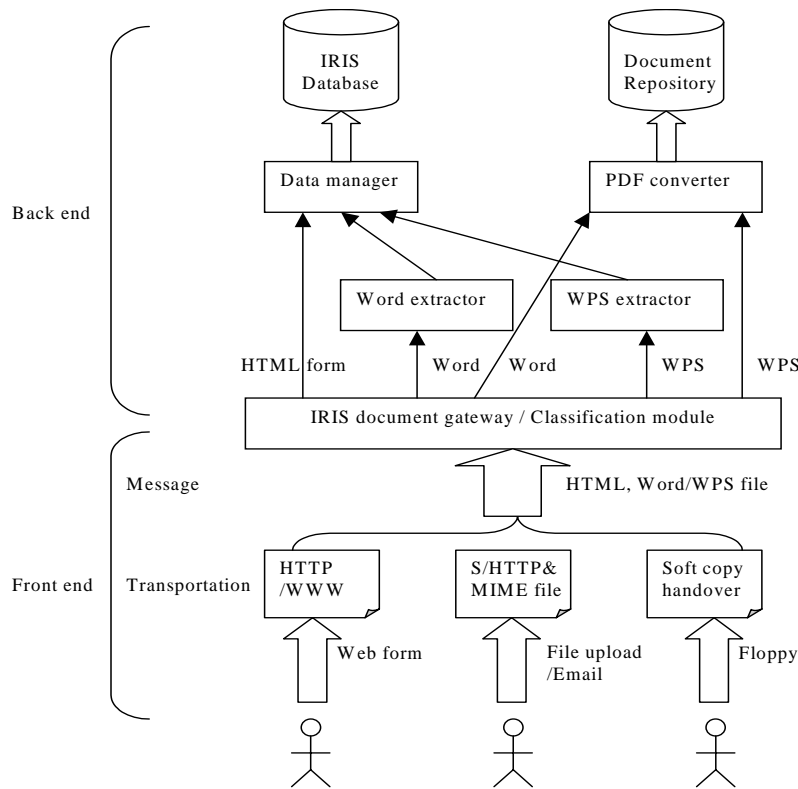 IRIS
Database
Document
Repository
Data manager
PDF converter
Back end
Word extractor
WPS extractor
HTML form
Word
Word
WPS
WPS
IRIS document gateway / Classification module
Message
HTML, Word/WPS file
Front end
Transportation
HTTP
/WWW
S/HTTP&
MIME file
Soft copy
handover
Web form
File upload
/Email
Floppy